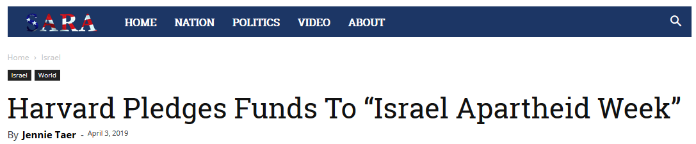 SARA HOME NATION POLITICS VIDEO ABOUT
Home › Israel
Israel World
Harvard Pledges Funds To “Israel Apartheid Week”
By Jennie Taer - April 3, 2019